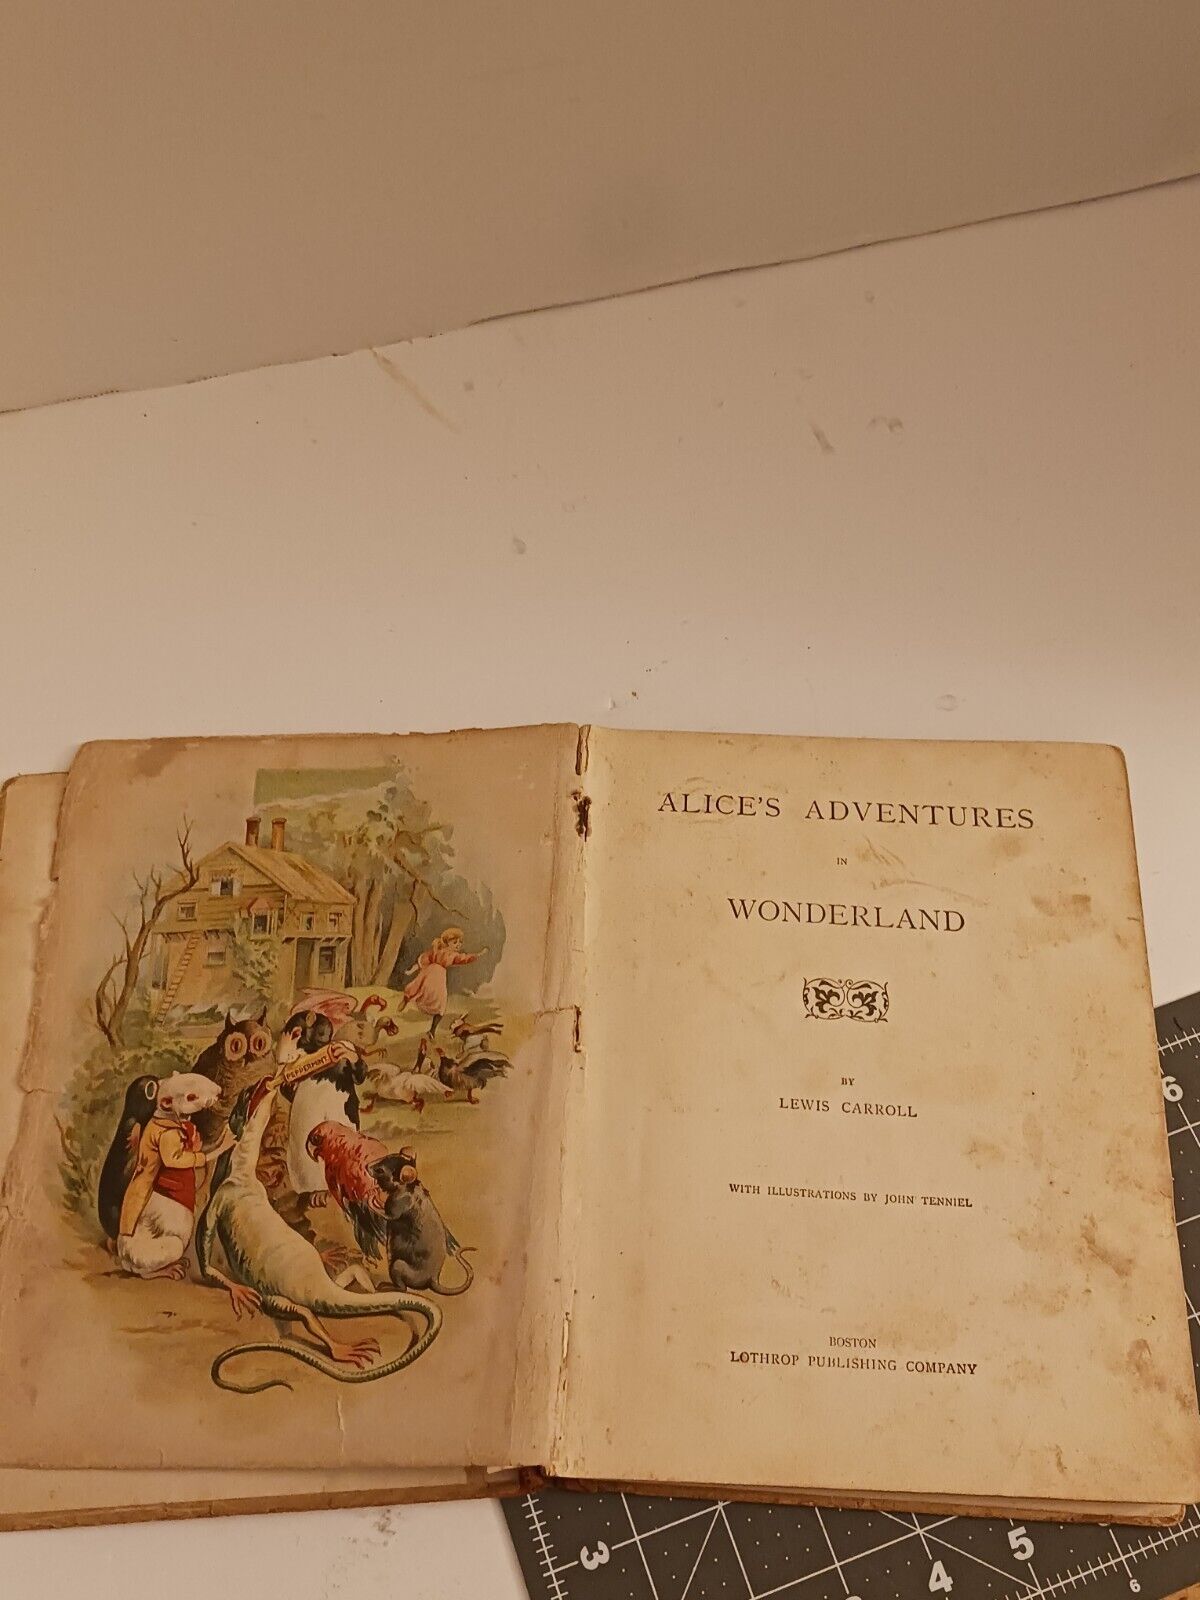 PEPPERMINT
ALICE'S ADVENTURES
IN
WONDERLAND
BY
LEWIS CARROLL
WITH ILLUSTRATIONS BY JOHN TENNIEL
BOSTON
LOTHROP PUBLISHING COMPANY
6
3
4
5
6